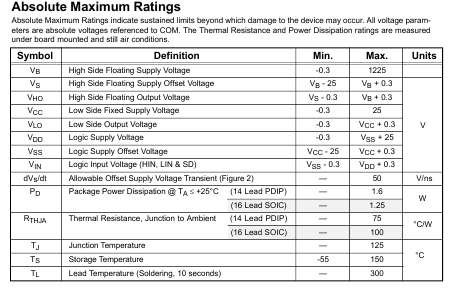 Absolute Maximum Ratings
Absolute Maximum Ratings indicate sustained limits beyond which damage to the device may occur. All voltage param-
eters are absolute voltages referenced to COM. The Thermal Resistance and Power Dissipation ratings are measured
under board mounted and still air conditions.
Symbol Definition Min. Max. Units
VB High Side Floating Supply Voltage -0.3 1225
VS High Side Floating Supply Offset Voltage VB - 25 VB + 0.3
VHO High Side Floating Output Voltage VS - 0.3 VB + 0.3
VCC Low Side Fixed Supply Voltage -0.3 25
VLO Low Side Output Voltage -0.3 VCC + 0.3 V
VDD Logic Supply Voltage -0.3 VSS + 25
VSS Logic Supply Offset Voltage VCC - 25 VCC + 0.3
VIN Logic Input Voltage (HIN, LIN & SD) VSS - 0.3 VDD + 0.3
dVs/dt Allowable Offset Supply Voltage Transient (Figure 2) — 50 V/ns
PD Package Power Dissipation @ TA ≤ +25°C (14 Lead PDIP) — 1.6 W
(16 Lead SOIC) — 1.25
RTHJA Thermal Resistance, Junction to Ambient (14 Lead PDIP) — 75 °C/W
(16 Lead SOIC) — 100
TJ Junction Temperature — 125
TS Storage Temperature -55 150 °C
TL Lead Temperature (Soldering, 10 seconds) — 300